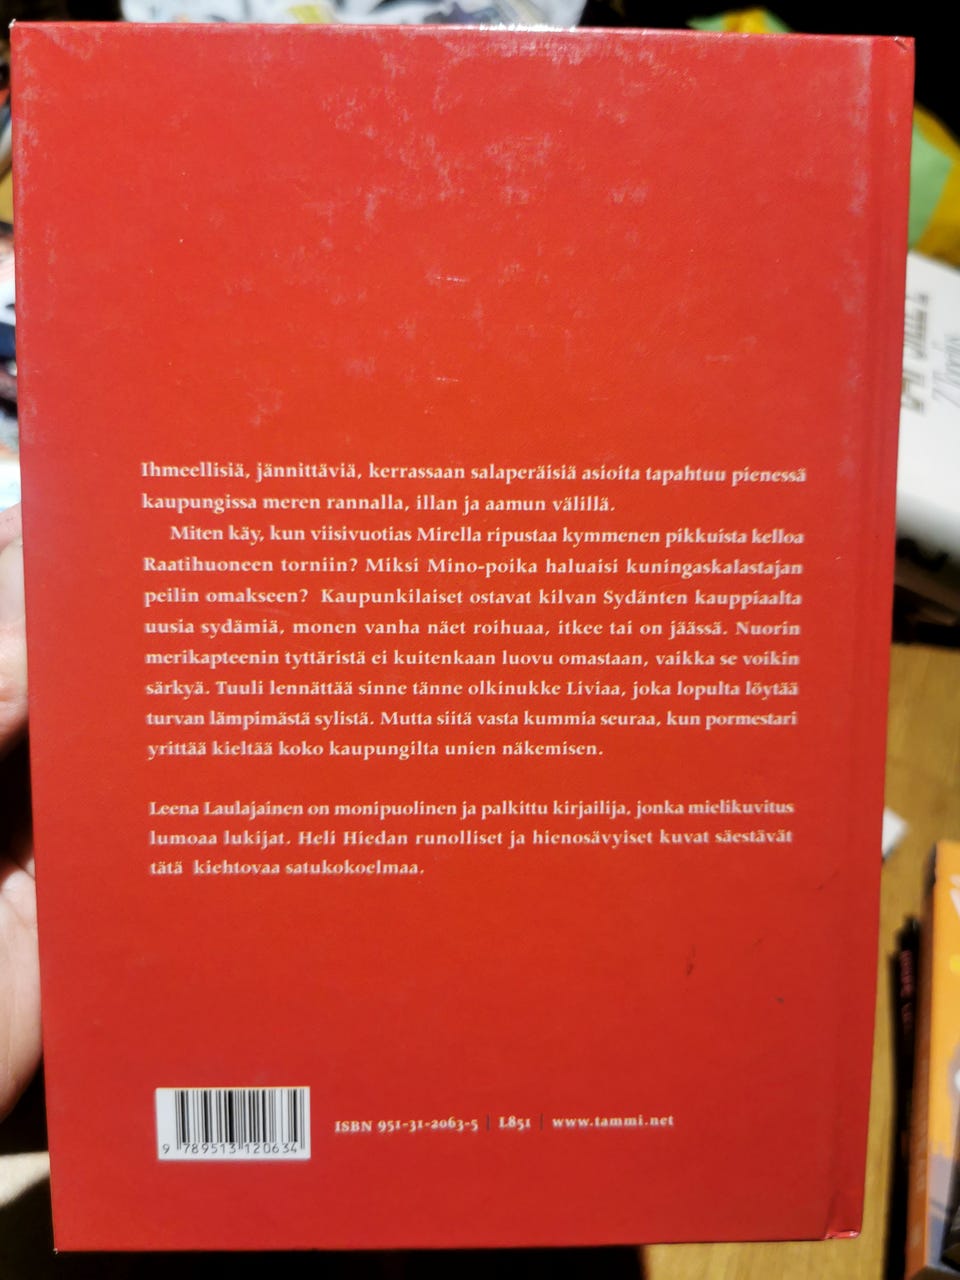 Ihmeellisiä, jännittäviä, kerrassaan salaperäisiä asioita tapahtuu pienessä
kaupungissa meren rannalla, illan ja aamun välillä.
Miten käy, kun viisivuotias Mirella ripustaa kymmenen pikkuista kelloa
Raatihuoneen torniin? Miksi Mino-poika haluaisi kuningaskalastajan
peilin omakseen? Kaupunkilaiset ostavat kilvan Sydänten kauppiaalta
uusia sydämiä, monen vanha näet roihuaa, itkee tai on jäässä. Nuorin
merikapteenin tyttäristä ei kuitenkaan luovu omastaan, vaikka se voikin
särkyä. Tuuli lennättää sinne tänne olkinukke Liviaa, joka lopulta löytää
turvan lämpimästä sylistä. Mutta siitä vasta kummia seuraa, kun pormestari
yrittää kieltää koko kaupungilta unien näkemisen.
Leena Laulajainen on monipuolinen ja palkittu kirjailija, jonka mielikuvitus
lumoaa lukijat. Heli Hiedan runolliset ja hienosävyiset kuvat säestävät
tätä kiehtovaa satukokoelmaa.
ISBN 951-31-2063-5 | L851 | www.tammi.net
9 789513 120634